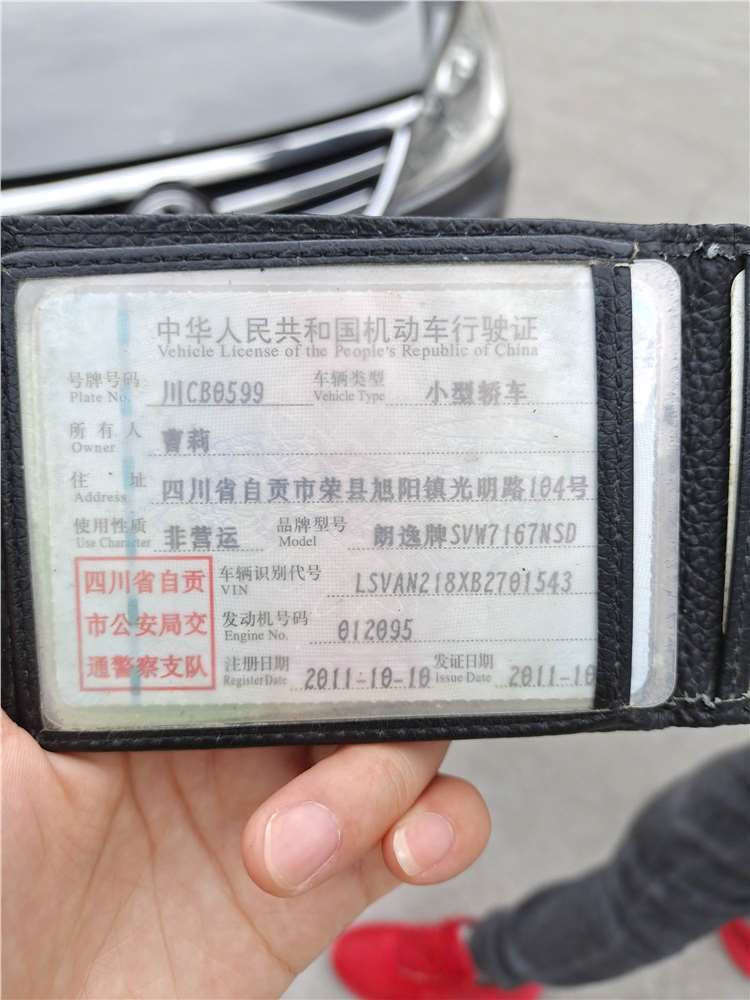 中华人民共和国机动车行驶证
Vehicle License of the People's Republic of China
号牌号码 川CB0599 车辆类型 小型轿车
Plate No. Vehicle Type
所有人 曹莉
Owner
住址 四川省自贡市荣县旭阳镇光明路104号
Address
使用性质 非营运 品牌型号 朗逸牌SVW7167NSD
Use Character Model
四川省自贡
市公安局交
通警察支队
车辆识别代号 LSVAN218XB2701543
VIN
发动机号码 012095
Engine No.
注册日期 2011-10-10 发证日期 2011-10
Register Date Issue Date